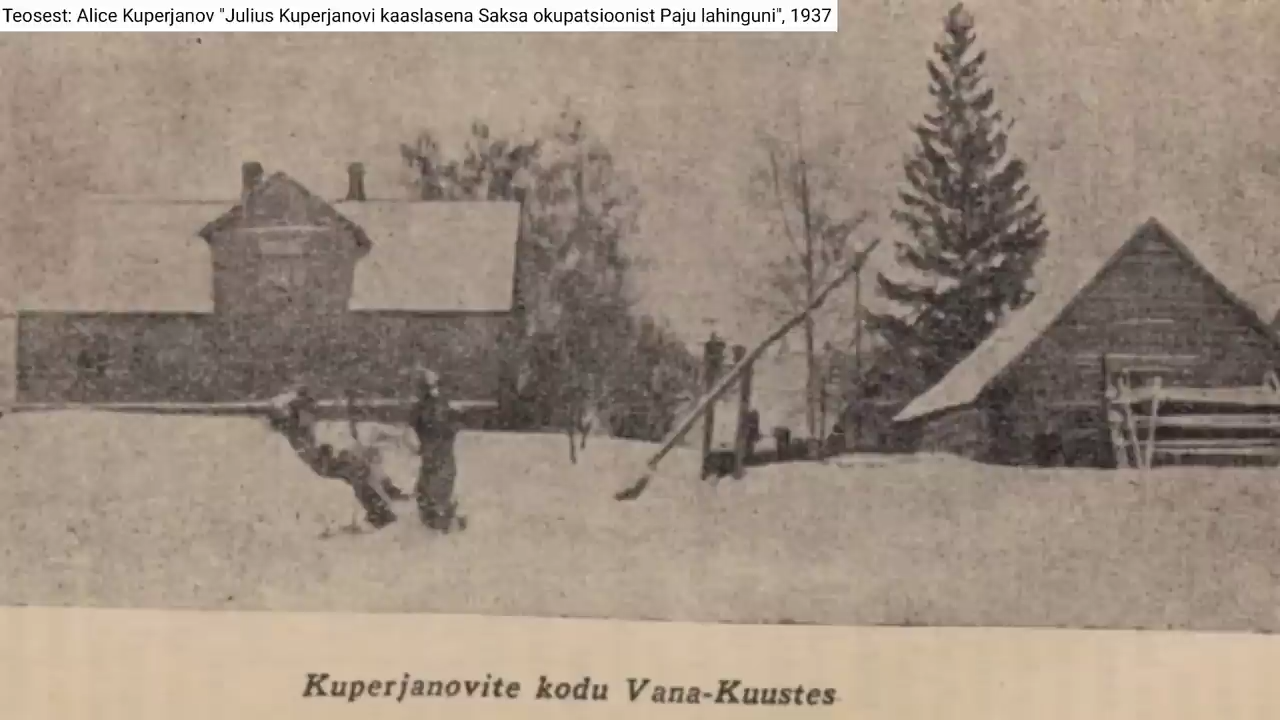 Teosest: Alice Kuperjanov "Julius Kuperjanovi kaaslasena Saksa okupatsioonist Paju lahinguni", 1937
Kuperjanovite kodu Vana-Kuustes